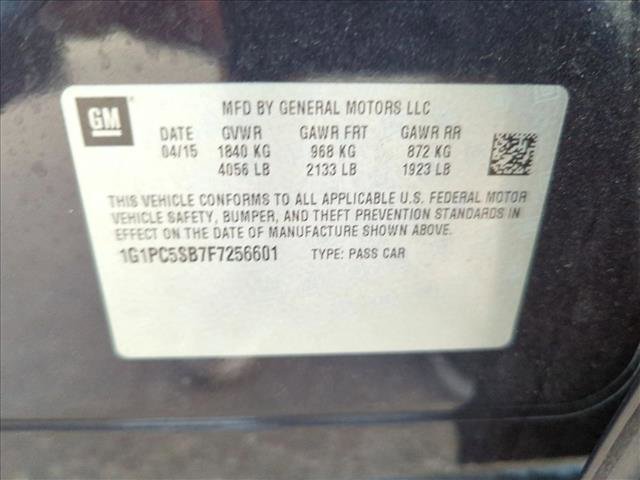 GM
MFD BY GENERAL MOTORS LLC
DATE GVWR GAWR FRT GAWR RR
04/15 1840 KG 968 KG 872 KG
4056 LB 2133 LB 1923 LB
THIS VEHICLE CONFORMS TO ALL APPLICABLE U.S. FEDERAL MOTOR
VEHICLE SAFETY, BUMPER, AND THEFT PREVENTION STANDARDS IN
EFFECT ON THE DATE OF MANUFACTURE SHOWN ABOVE.
1G1PC5SB7F7256601 TYPE: PASS CAR